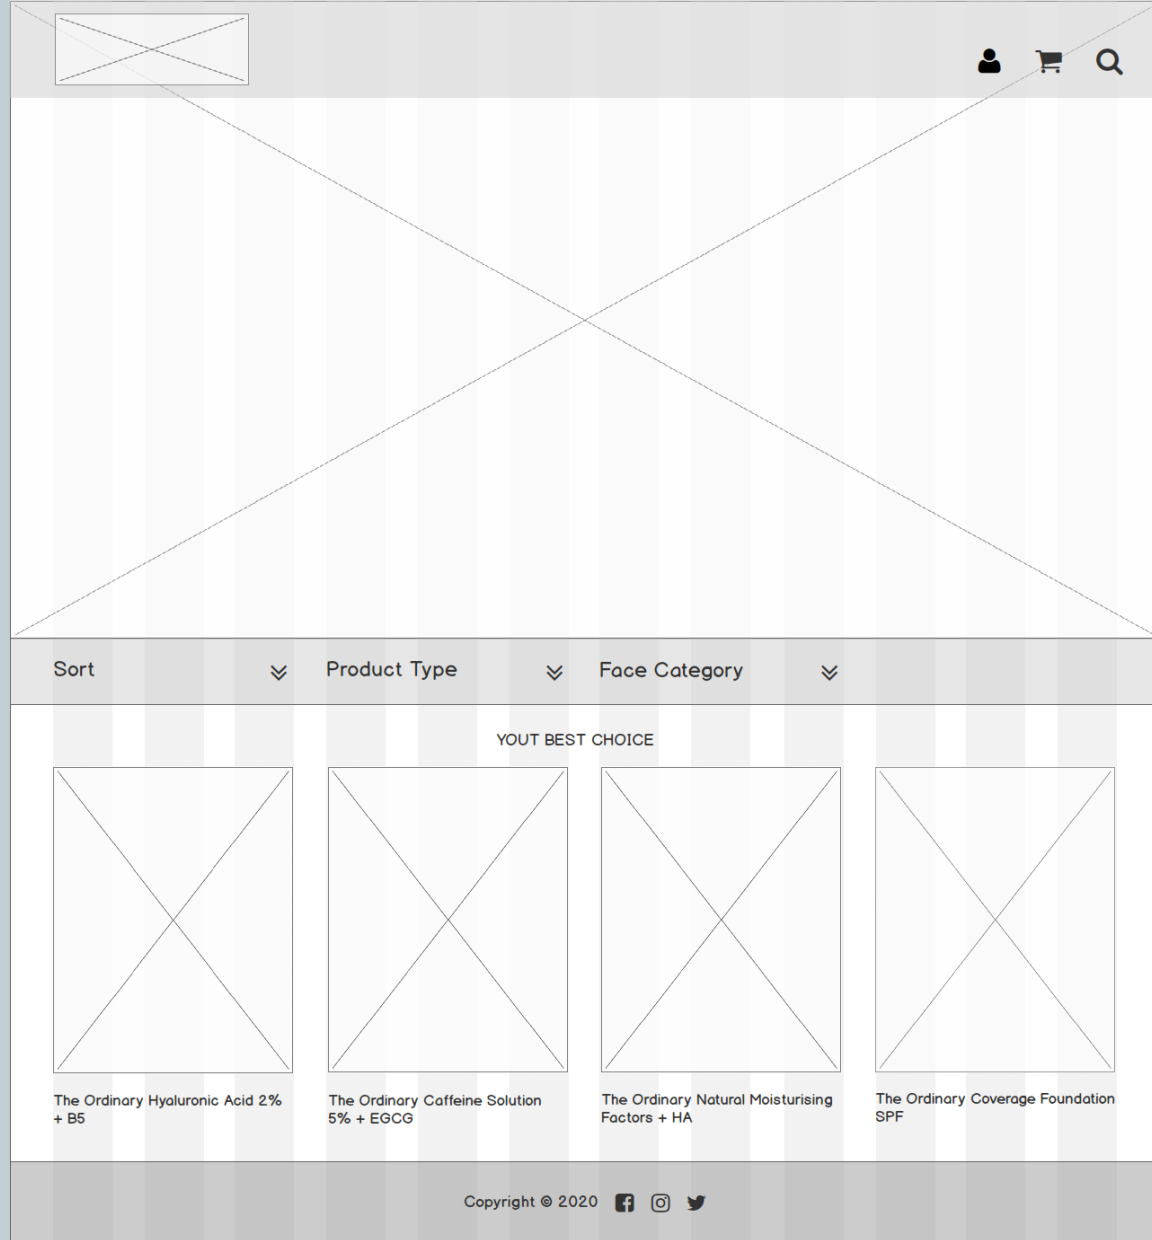 Sort
Product Type
Face Category
YOUT BEST CHOICE
The Ordinary Hyaluronic Acid 2%
+ B5
The Ordinary Caffeine Solution
5% + EGCG
The Ordinary Natural Moisturising
Factors + HA
The Ordinary Coverage Foundation
SPF
Copyright © 2020